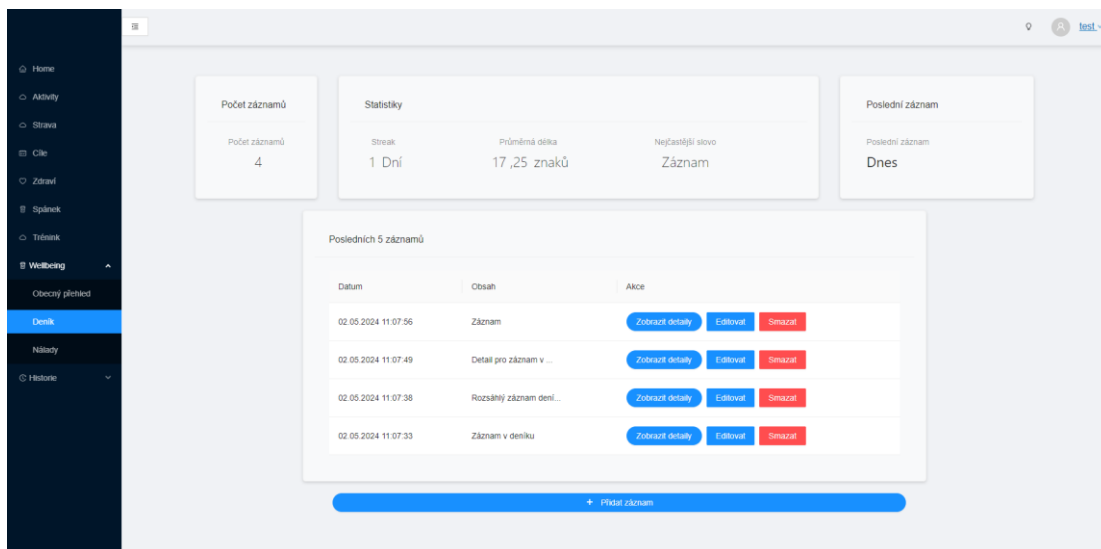 test
Home
Aktivity
Strava
Cíle
Zdraví
Spánek
Trénink
Wellbeing
Obecný přehled
Deník
Nálady
Historie
Počet záznamů
Počet záznamů
4
Statistiky
Streak
1 Dní
Průměrná délka
17 ,25 znaků
Nejčastější slovo
Záznam
Poslední záznam
Poslední záznam
Dnes
Posledních 5 záznamů
Datum Obsah Akce
02.05.2024 11:07:56 Záznam Zobrazit detaily Editovat Smazat
02.05.2024 11:07:49 Detail pro záznam v ... Zobrazit detaily Editovat Smazat
02.05.2024 11:07:38 Rozsáhlý záznam dení... Zobrazit detaily Editovat Smazat
02.05.2024 11:07:33 Záznam v deníku Zobrazit detaily Editovat Smazat
+ Přidat záznam